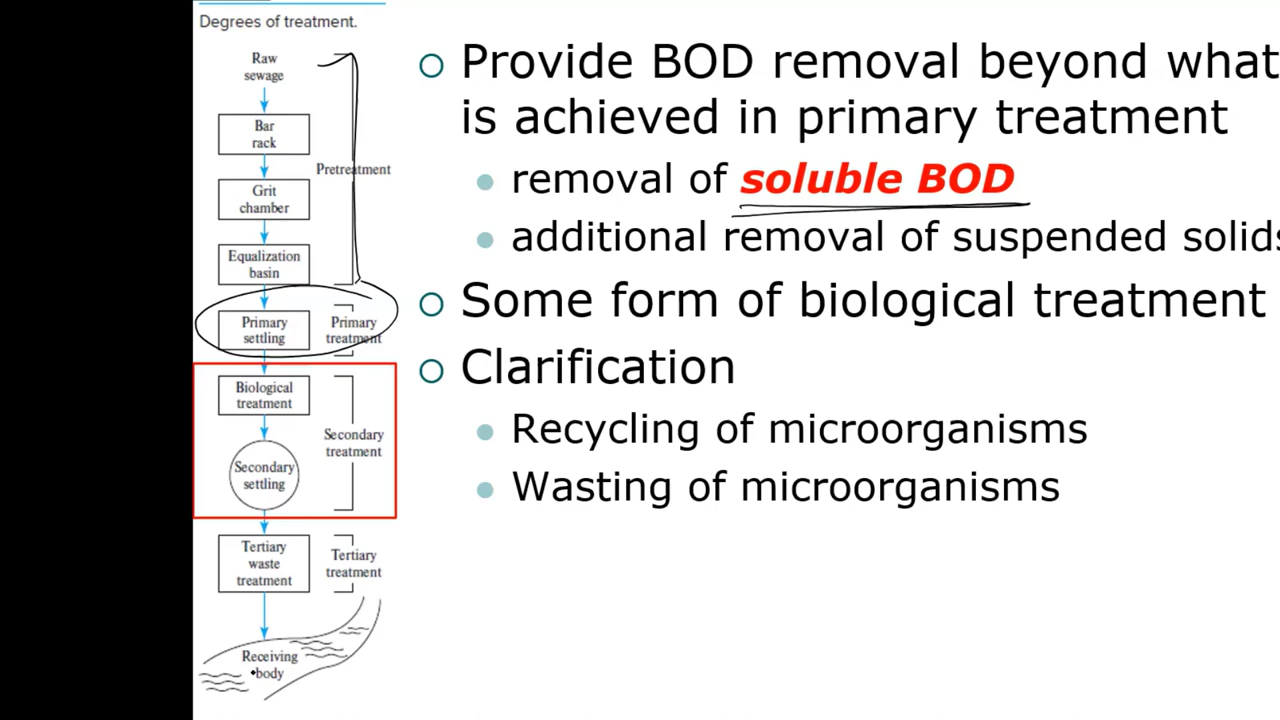 Degrees of treatment.
Raw
sewage
Bar
rack
Pretreatment
Grit
chamber
Equalization
basin
Primary
settling
Primary
treatment
Biological
treatment
Secondary
treatment
Secondary
settling
Tertiary
waste
treatment
Tertiary
treatment
Receiving
body
Provide BOD removal beyond what
is achieved in primary treatment
removal of soluble BOD
additional removal of suspended solids
Some form of biological treatment
Clarification
Recycling of microorganisms
Wasting of microorganisms